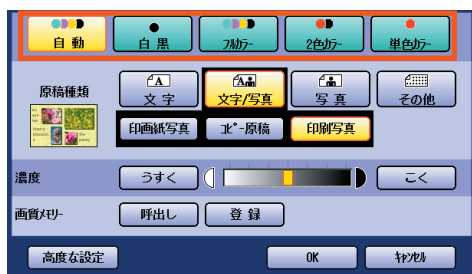 自動 白黒 フルカラー 2色カラー 単色カラー
原稿種類
文字 文字/写真 写真 その他
印画紙写真 コピー原稿 印刷写真
濃度 うすく こく
画質メモリー 呼出し 登録
高度な設定 OK キャンセル